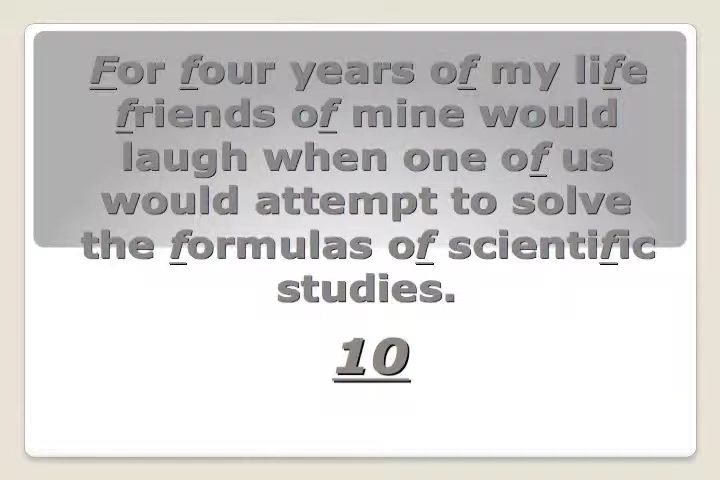 For four years of my life
friends of mine would
laugh when one of us
would attempt to solve
the formulas of scientific
studies.
10